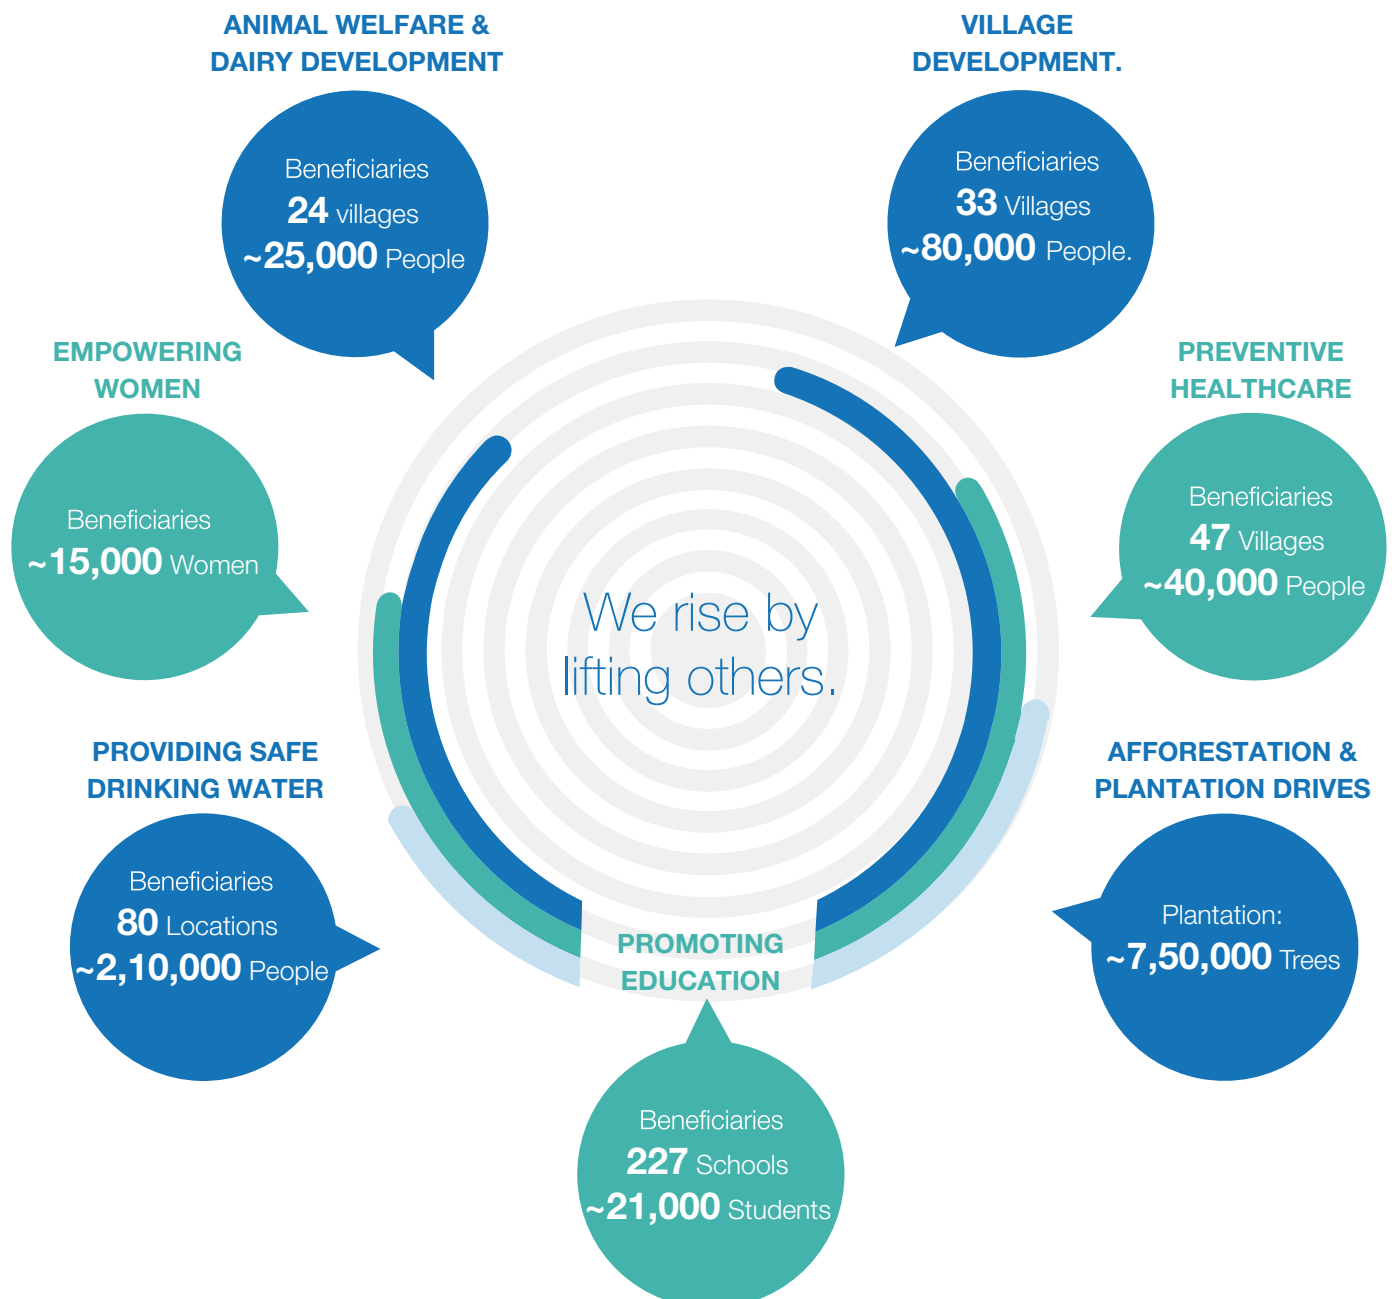 ANIMAL WELFARE &
DAIRY DEVELOPMENT
Beneficiaries
24 villages
~25,000 People
VILLAGE
DEVELOPMENT.
Beneficiaries
33 Villages
~80,000 People.
EMPOWERING
WOMEN
Beneficiaries
~15,000 Women
PREVENTIVE
HEALTHCARE
Beneficiaries
47 Villages
~40,000 People
We rise by
lifting others.
PROVIDING SAFE
DRINKING WATER
Beneficiaries
80 Locations
~2,10,000 People
AFFORESTATION &
PLANTATION DRIVES
Plantation:
~7,50,000 Trees
PROMOTING
EDUCATION
Beneficiaries
227 Schools
~21,000 Students